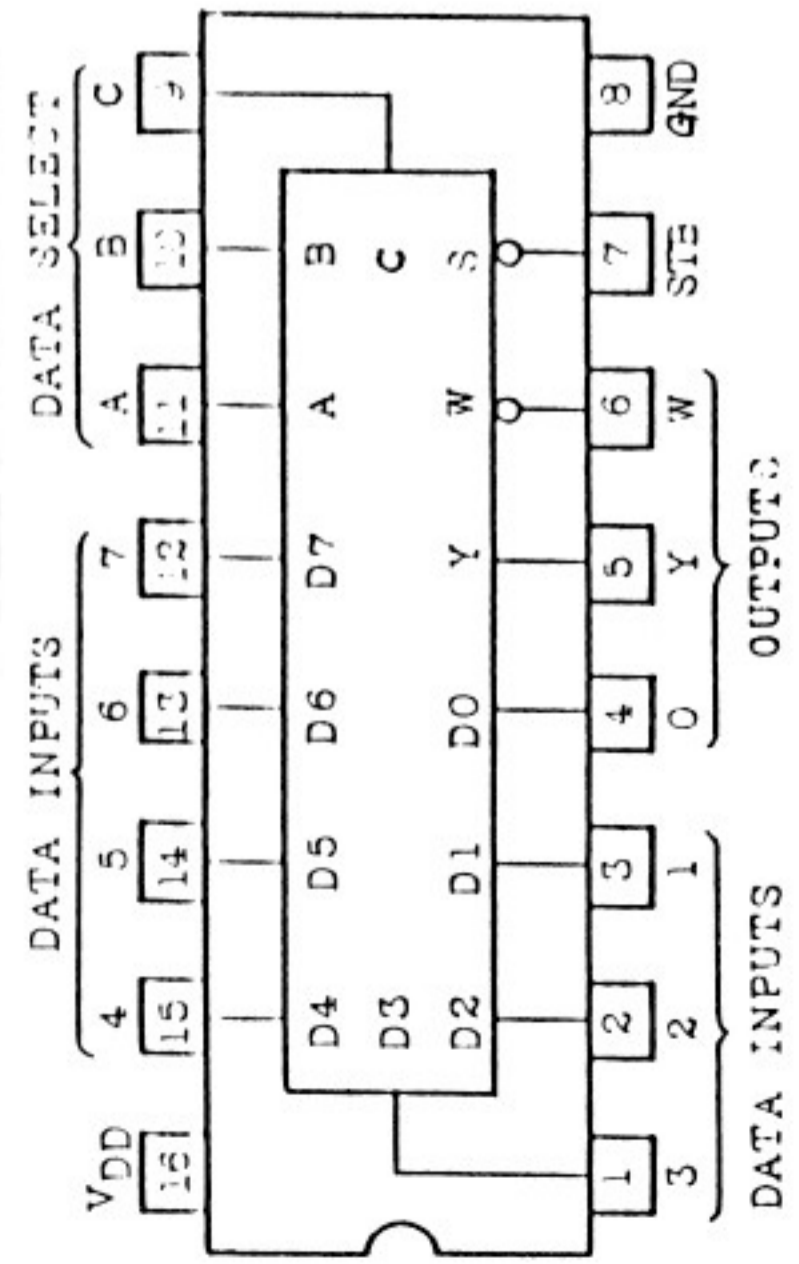 DATA INPUTS
DATA SELECT
VDD
4
5
6
7
A
B
C
16
15
14
13
12
11
10
9
D4
D5
D6
D7
A
B
D3
C
D2
D1
D0
Y
W
S
1
2
3
4
5
6
7
8
3
2
1
0
Y
W
STB
GND
DATA INPUTS
OUTPUTS